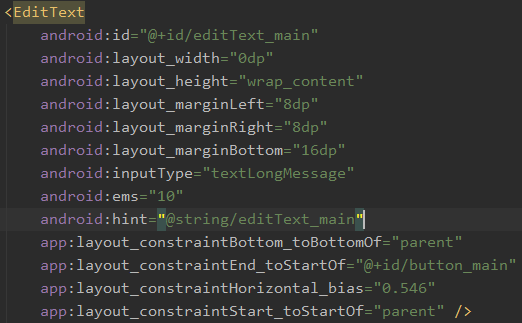 <EditText
android:id="@+id/editText_main"
android:layout_width="0dp"
android:layout_height="wrap_content"
android:layout_marginLeft="8dp"
android:layout_marginRight="8dp"
android:layout_marginBottom="16dp"
android:inputType="textLongMessage"
android:ems="10"
android:hint="@string/editText_main"
app:layout_constraintBottom_toBottomOf="parent"
app:layout_constraintEnd_toStartOf="@+id/button_main"
app:layout_constraintHorizontal_bias="0.546"
app:layout_constraintStart_toStartOf="parent" />